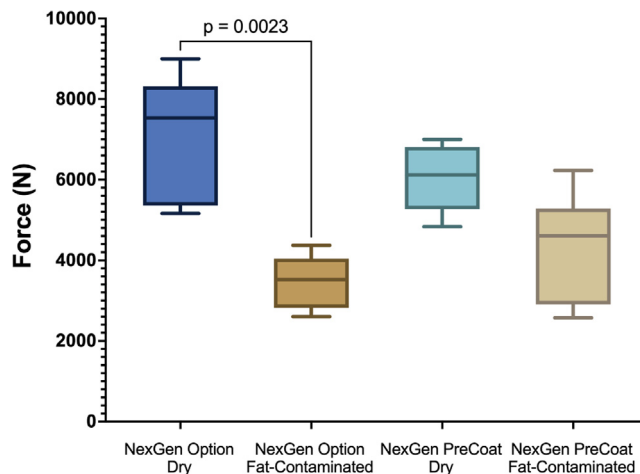 p = 0.0023
Force (N)
10000
8000
6000
4000
2000
0
NexGen Option
Dry
NexGen Option
Fat-Contaminated
NexGen PreCoat
Dry
NexGen PreCoat
Fat-Contaminated